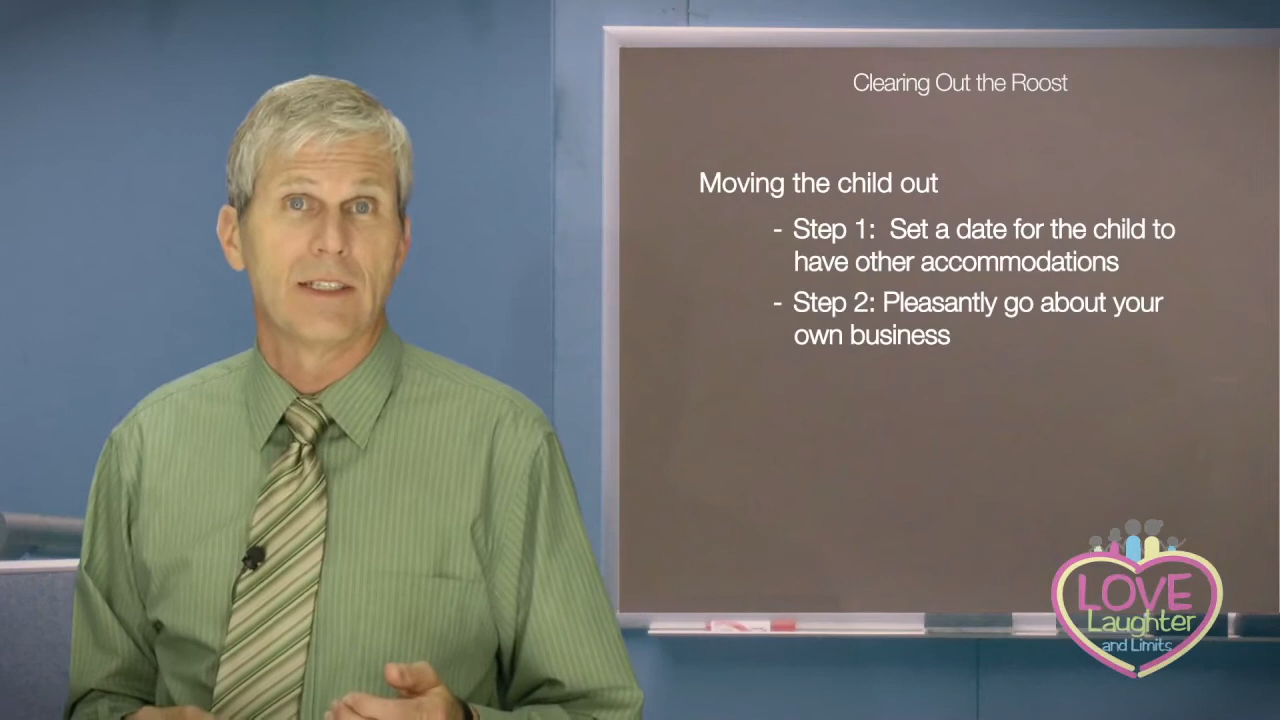 Clearing Out the Roost
Moving the child out
- Step 1:  Set a date for the child to
have other accommodations
- Step 2: Pleasantly go about your
own business
LOVE
Laughter
and Limits